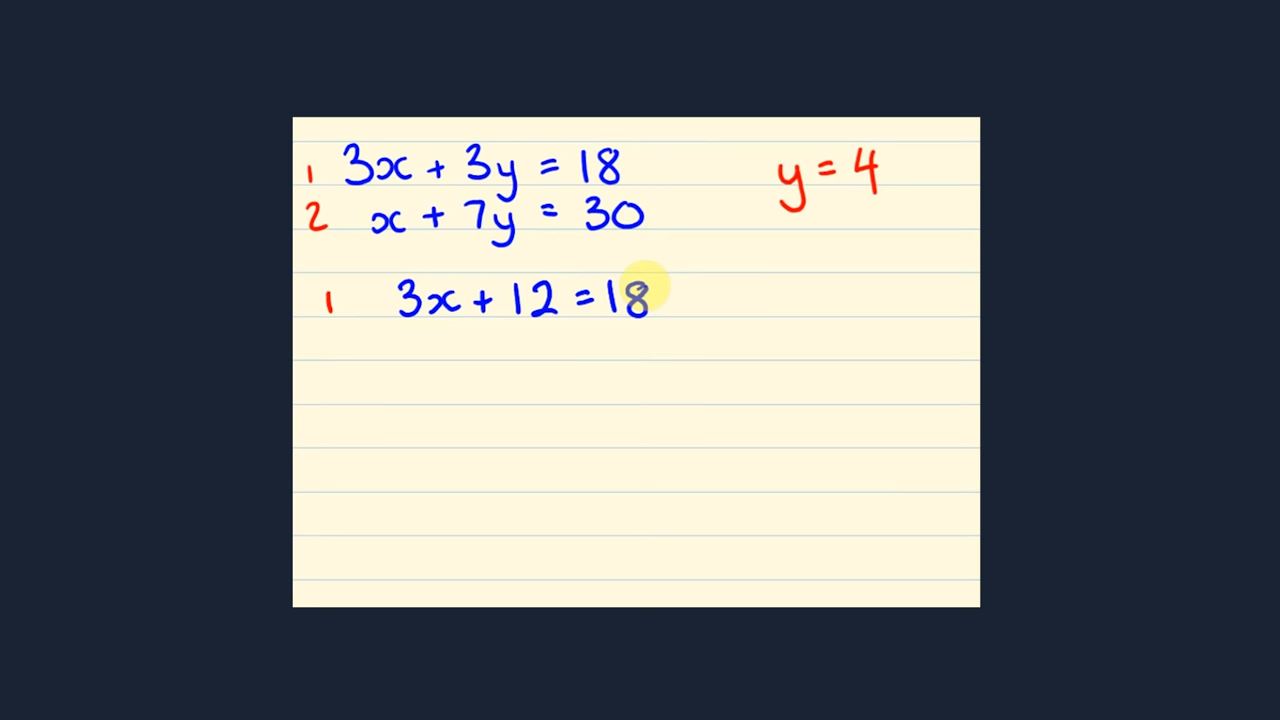 1 3x + 3y = 18
y = 4
2 x + 7y = 30
1 3x + 12 = 18